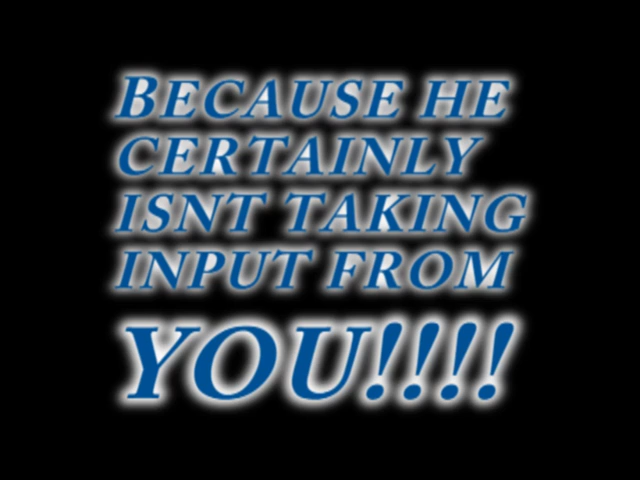 BECAUSE HE
CERTAINLY
ISNT TAKING
INPUT FROM
YOU!!!!